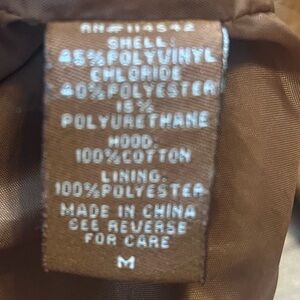 RN#114542
SHELL:
45%POLYVINYL
CHLORIDE
40%POLYESTER
15%
POLYURETHANE
HOOD:
100%COTTON
LINING:
100%POLYESTER
MADE IN CHINA
SEE REVERSE
FOR CARE
M